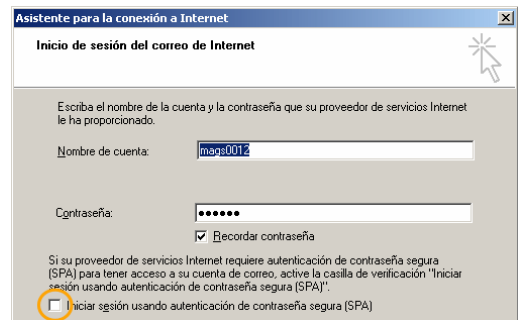 Asistente para la conexión a Internet
Inicio de sesión del correo de Internet
Escriba el nombre de la cuenta y la contraseña que su proveedor de servicios Internet
le ha proporcionado.
Nombre de cuenta: mags0012
Contraseña: ••••••
Recordar contraseña
Si su proveedor de servicios Internet requiere autenticación de contraseña segura
(SPA) para tener acceso a su cuenta de correo, active la casilla de verificación "Iniciar
sesión usando autenticación de contraseña segura (SPA)".
Iniciar sesión usando autenticación de contraseña segura (SPA)